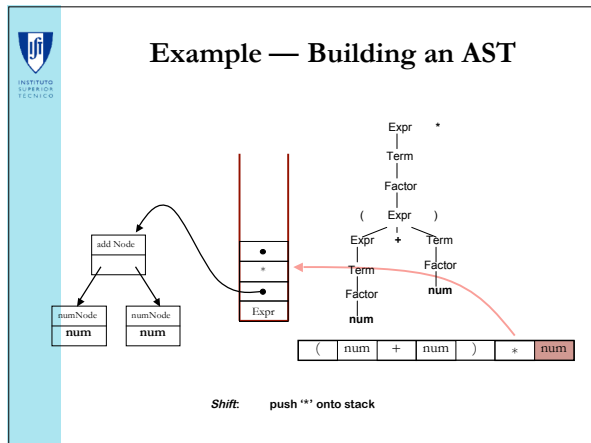 INSTITUTO
SUPERIOR
TÉCNICO
Example — Building an AST
Expr *
Term
Factor
( Expr )
Expr + Term
Term Factor
Factor num
num
add Node
numNode numNode
num num
*
Expr
( num + num ) * num
Shift: push ‘*’ onto stack